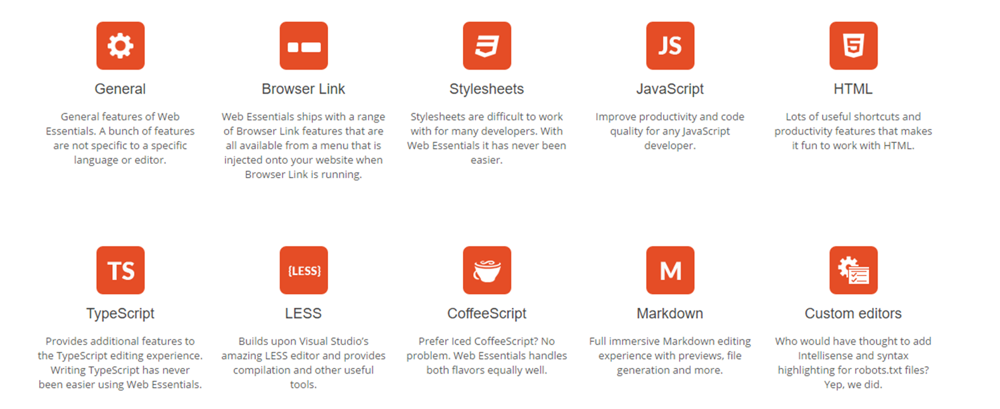 JS
General
Browser Link
Stylesheets
JavaScript
HTML
General features of Web
Essentials. A bunch of features
are not specific to a specific
language or editor.
Web Essentials ships with a range
of Browser Link features that are
all available from a menu that is
injected onto your website when
Browser Link is running.
Stylesheets are difficult to work
with for many developers. With
Web Essentials it has never been
easier.
Improve productivity and code
quality for any JavaScript
developer.
Lots of useful shortcuts and
productivity features that makes
it fun to work with HTML.
TS
{LESS}
M
TypeScript
LESS
CoffeeScript
Markdown
Custom editors
Provides additional features to
the TypeScript editing experience.
Writing TypeScript has never
been easier using Web Essentials.
Builds upon Visual Studio’s
amazing LESS editor and provides
compilation and other useful
tools.
Prefer Iced CoffeeScript? No
problem. Web Essentials handles
both flavors equally well.
Full immersive Markdown editing
experience with previews, file
generation and more.
Who would have thought to add
Intellisense and syntax
highlighting for robots.txt files?
Yep, we did.